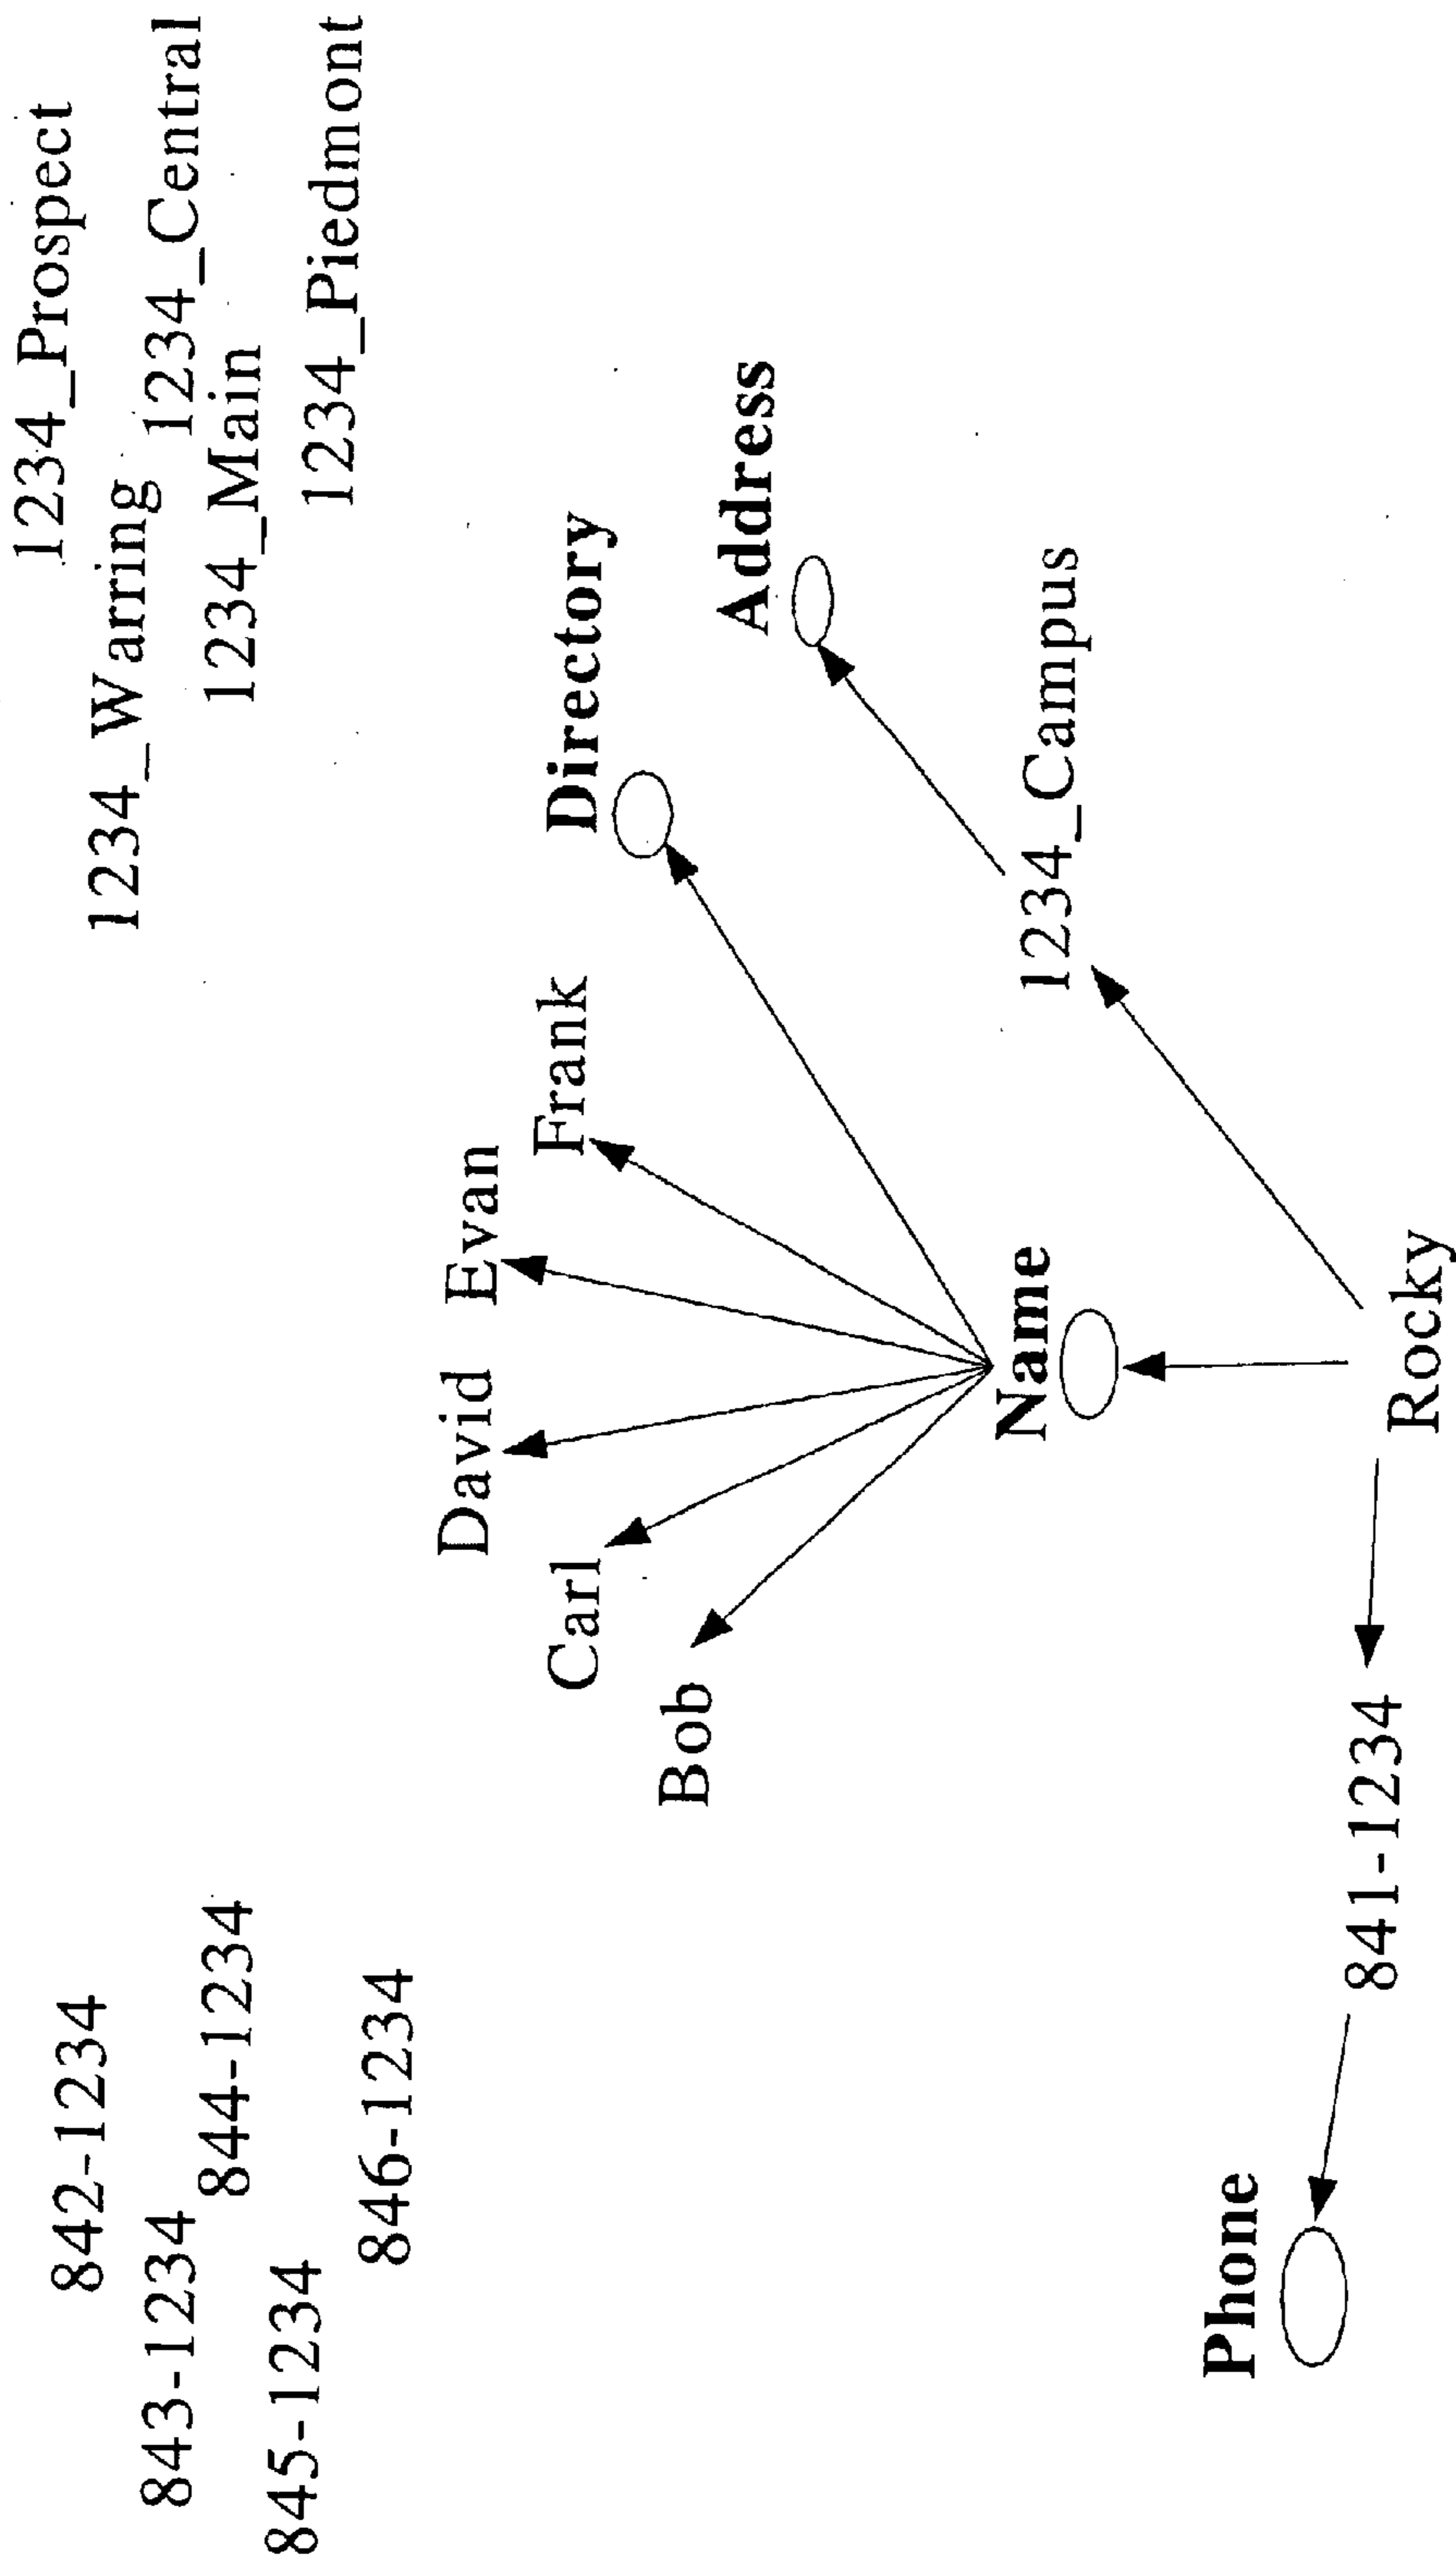 842-1234
1234_Prospect
843-1234
1234_Warring
844-1234
1234_Central
845-1234
1234_Main
846-1234
1234_Piedmont
David
Evan
Carl
Frank
Directory
Bob
Address
Name
1234_Campus
Phone
841-1234
Rocky